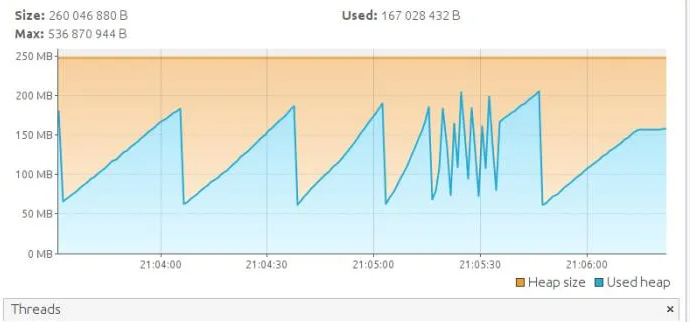 Size: 260 046 880 B
Used: 167 028 432 B
Max: 536 870 944 B
250 MB
200 MB
150 MB
100 MB
50 MB
0 MB
21:04:00 21:04:30 21:05:00 21:05:30 21:06:00
Heap size Used heap
Threads ×